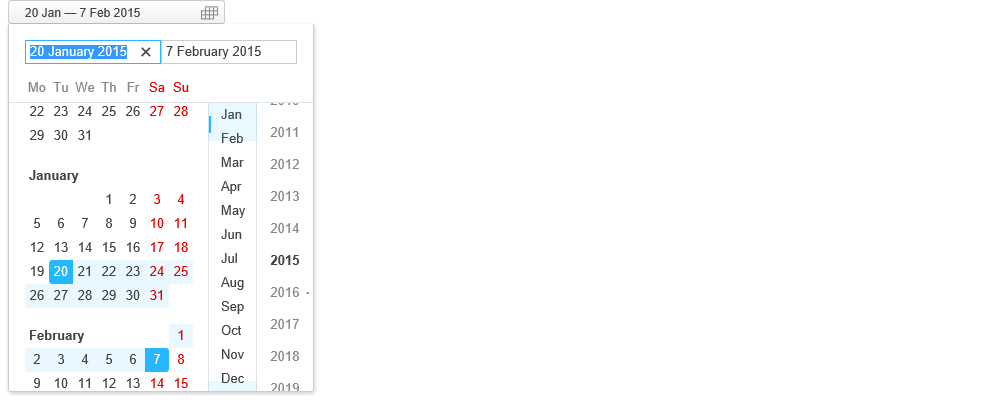 20 Jan — 7 Feb 2015
20 January 2015 7 February 2015
Mo Tu We Th Fr Sa Su
22 23 24 25 26 27 28
29 30 31
January
1 2 3 4
5 6 7 8 9 10 11
12 13 14 15 16 17 18
19 20 21 22 23 24 25
26 27 28 29 30 31
February 1
2 3 4 5 6 7 8
9 10 11 12 13 14 15
Jan
Feb
Mar
Apr
May
Jun
Jul
Aug
Sep
Oct
Nov
Dec
2010
2011
2012
2013
2014
2015
2016
2017
2018
2019